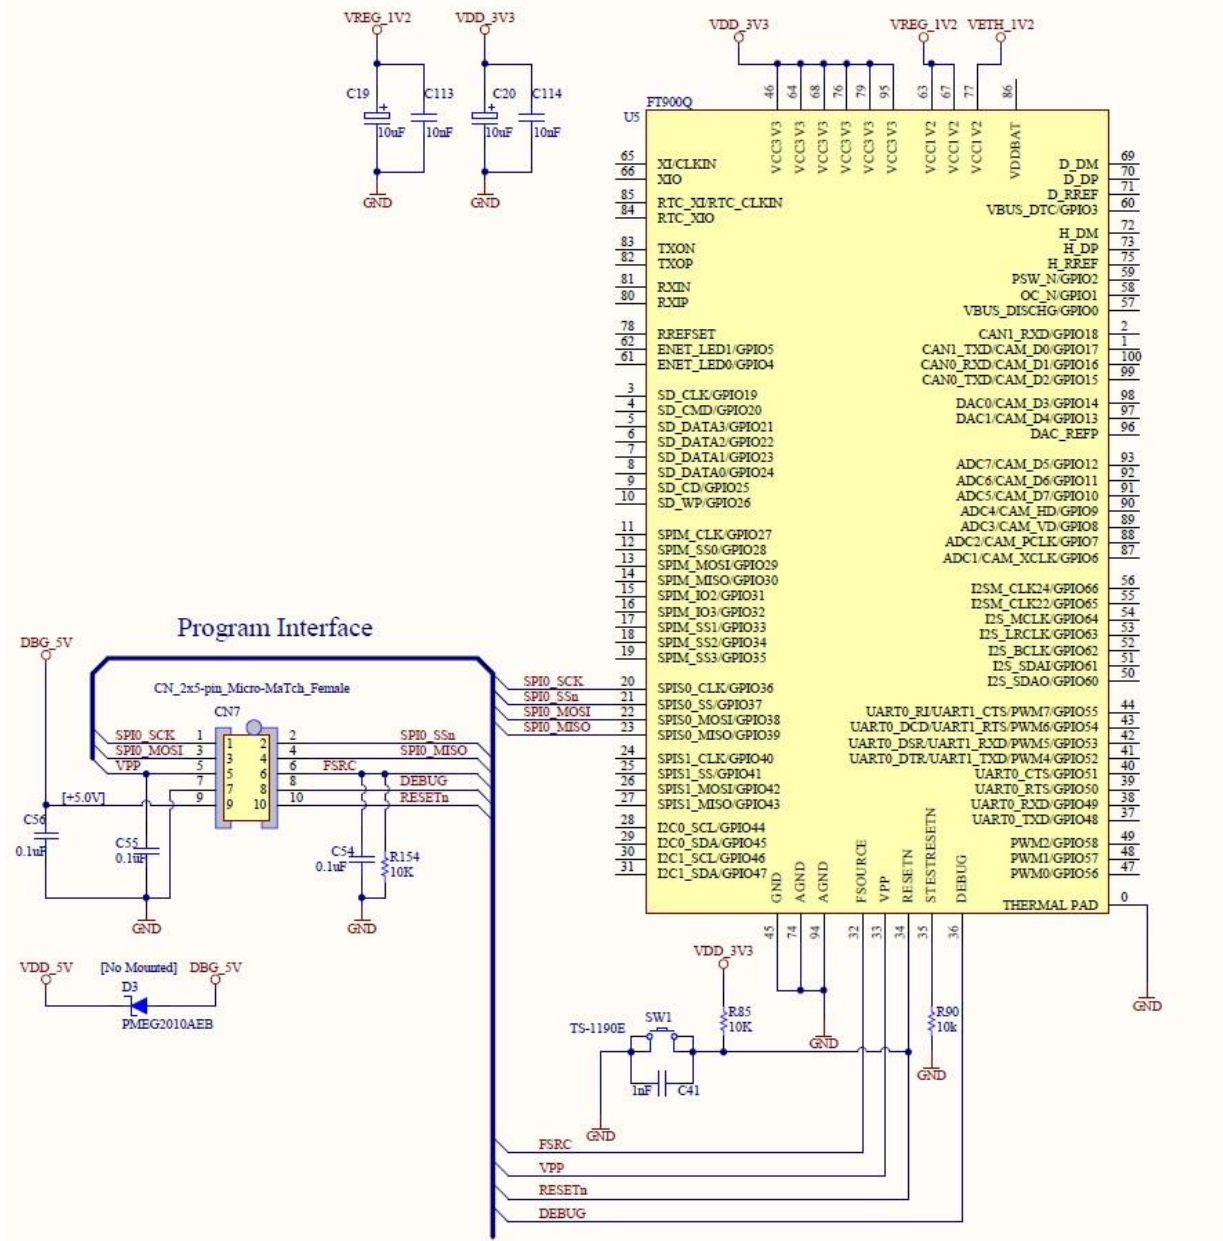 VREG_1V2
VDD_3V3
C19
10uF
C113
10nF
C20
10uF
C114
10nF
GND
GND
VDD_3V3
VREG_1V2
VETH_1V2
46 64 68 76 79 95 63 67 77 86
U5
FT900Q
VCC3V3 VCC3V3 VCC3V3 VCC3V3 VCC3V3 VCC3V3 VCC1V2 VCC1V2 VCC1V2 VDDBAT
65 XI/CLKIN
66 XIO
85 RTC_XI/RTC_CLKIN
84 RTC_XIO
83 TXON
82 TXOP
81 RXIN
80 RXIP
78 RREFSET
62 ENET_LED1/GPIO5
61 ENET_LED0/GPIO4
3 SD_CLK/GPIO19
4 SD_CMD/GPIO20
5 SD_DATA3/GPIO21
6 SD_DATA2/GPIO22
7 SD_DATA1/GPIO23
8 SD_DATA0/GPIO24
9 SD_CD/GPIO25
10 SD_WP/GPIO26
11 SPIM_CLK/GPIO27
12 SPIM_SS0/GPIO28
13 SPIM_MOSI/GPIO29
14 SPIM_MISO/GPIO30
15 SPIM_IO2/GPIO31
16 SPIM_IO3/GPIO32
17 SPIM_SS1/GPIO33
18 SPIM_SS2/GPIO34
19 SPIM_SS3/GPIO35
SPI0_SCK 20 SPIS0_CLK/GPIO36
SPI0_SSn 21 SPIS0_SS/GPIO37
SPI0_MOSI 22 SPIS0_MOSI/GPIO38
SPI0_MISO 23 SPIS0_MISO/GPIO39
24 SPIS1_CLK/GPIO40
25 SPIS1_SS/GPIO41
26 SPIS1_MOSI/GPIO42
27 SPIS1_MISO/GPIO43
28 I2C0_SCL/GPIO44
29 I2C0_SDA/GPIO45
30 I2C1_SCL/GPIO46
31 I2C1_SDA/GPIO47
D_DM 69
D_DP 70
D_RREF 71
VBUS_DTC/GPIO3 60
H_DM 72
H_DP 73
H_RREF 75
PSW_N/GPIO2 59
OC_N/GPIO1 58
VBUS_DISCHG/GPIO0 57
CAN1_RXD/GPIO18 2
CAN1_TXD/CAM_D0/GPIO17 1
CAN0_RXD/CAM_D1/GPIO16 100
CAN0_TXD/CAM_D2/GPIO15 99
DAC0/CAM_D3/GPIO14 98
DAC1/CAM_D4/GPIO13 97
DAC_REFP 96
ADC7/CAM_D5/GPIO12 93
ADC6/CAM_D6/GPIO11 92
ADC5/CAM_D7/GPIO10 91
ADC4/CAM_HD/GPIO9 90
ADC3/CAM_VD/GPIO8 89
ADC2/CAM_PCLK/GPIO7 88
ADC1/CAM_XCLK/GPIO6 87
I2SM_CLK24/GPIO66 56
I2SM_CLK22/GPIO65 55
I2S_MCLK/GPIO64 54
I2S_LRCLK/GPIO63 53
I2S_BCLK/GPIO62 52
I2S_SDAI/GPIO61 51
I2S_SDAO/GPIO60 50
UART0_RI/UART1_CTS/PWM7/GPIO55 44
UART0_DCD/UART1_RTS/PWM6/GPIO54 43
UART0_DSR/UART1_RXD/PWM5/GPIO53 42
UART0_DTR/UART1_TXD/PWM4/GPIO52 41
UART0_CTS/GPIO51 40
UART0_RTS/GPIO50 39
UART0_RXD/GPIO49 38
UART0_TXD/GPIO48 37
PWM2/GPIO58 49
PWM1/GPIO57 48
PWM0/GPIO56 47
THERMAL PAD 0
GND AGND AGND FSOURCE VPP RESETN STESTRESETN DEBUG
45 74 94 32 33 34 35 36
Program Interface
DBG_5V
CN_2x5-pin_Micro-MaTch_Female
CN7
SPI0_SCK 1 1 2 2 SPI0_SSn
SPI0_MOSI 3 3 4 4 SPI0_MISO
VPP 5 5 6 6 FSRC
7 7 8 8 DEBUG
[+5.0V] 9 9 10 10 RESETn
C56
0.1uF
C55
0.1uF
C54
0.1uF
R154
10K
GND
GND
VDD_5V
[No Mounted]
DBG_5V
D3
PMEG2010AEB
VDD_3V3
R85
10K
SW1
TS-1190E
1nF
C41
GND
GND
R90
10k
GND
GND
FSRC
VPP
RESETn
DEBUG